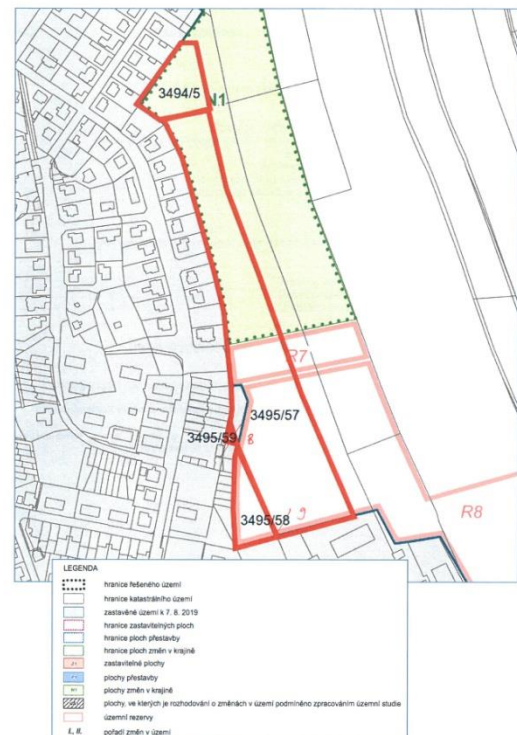 3494/5
N1
R7
3495/57
3495/59
8
R8
9
3495/58
LEGENDA
hranice řešeného území
hranice katastrálního území
zastavěné území k 7. 8. 2019
hranice zastavitelných ploch
hranice ploch přestavby
hranice ploch změn v krajině
zastavitelné plochy
plochy přestavby
N1 plochy změn v krajině
plochy, ve kterých je rozhodování o změnách v území podmíněno zpracováním územní studie
územní rezervy
I., II. pořadí změn v území